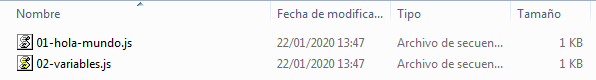 Nombre Fecha de modifica... Tipo Tamaño
01-hola-mundo.js 22/01/2020 13:47 Archivo de secuen... 1 KB
02-variables.js 22/01/2020 13:47 Archivo de secuen... 1 KB